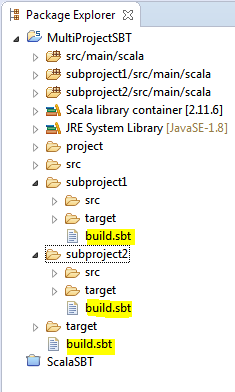 Package Explorer
MultiProjectSBT
src/main/scala
subproject1/src/main/scala
subproject2/src/main/scala
Scala library container [2.11.6]
JRE System Library [JavaSE-1.8]
project
src
subproject1
src
target
build.sbt
subproject2
src
target
build.sbt
target
build.sbt
ScalaSBT